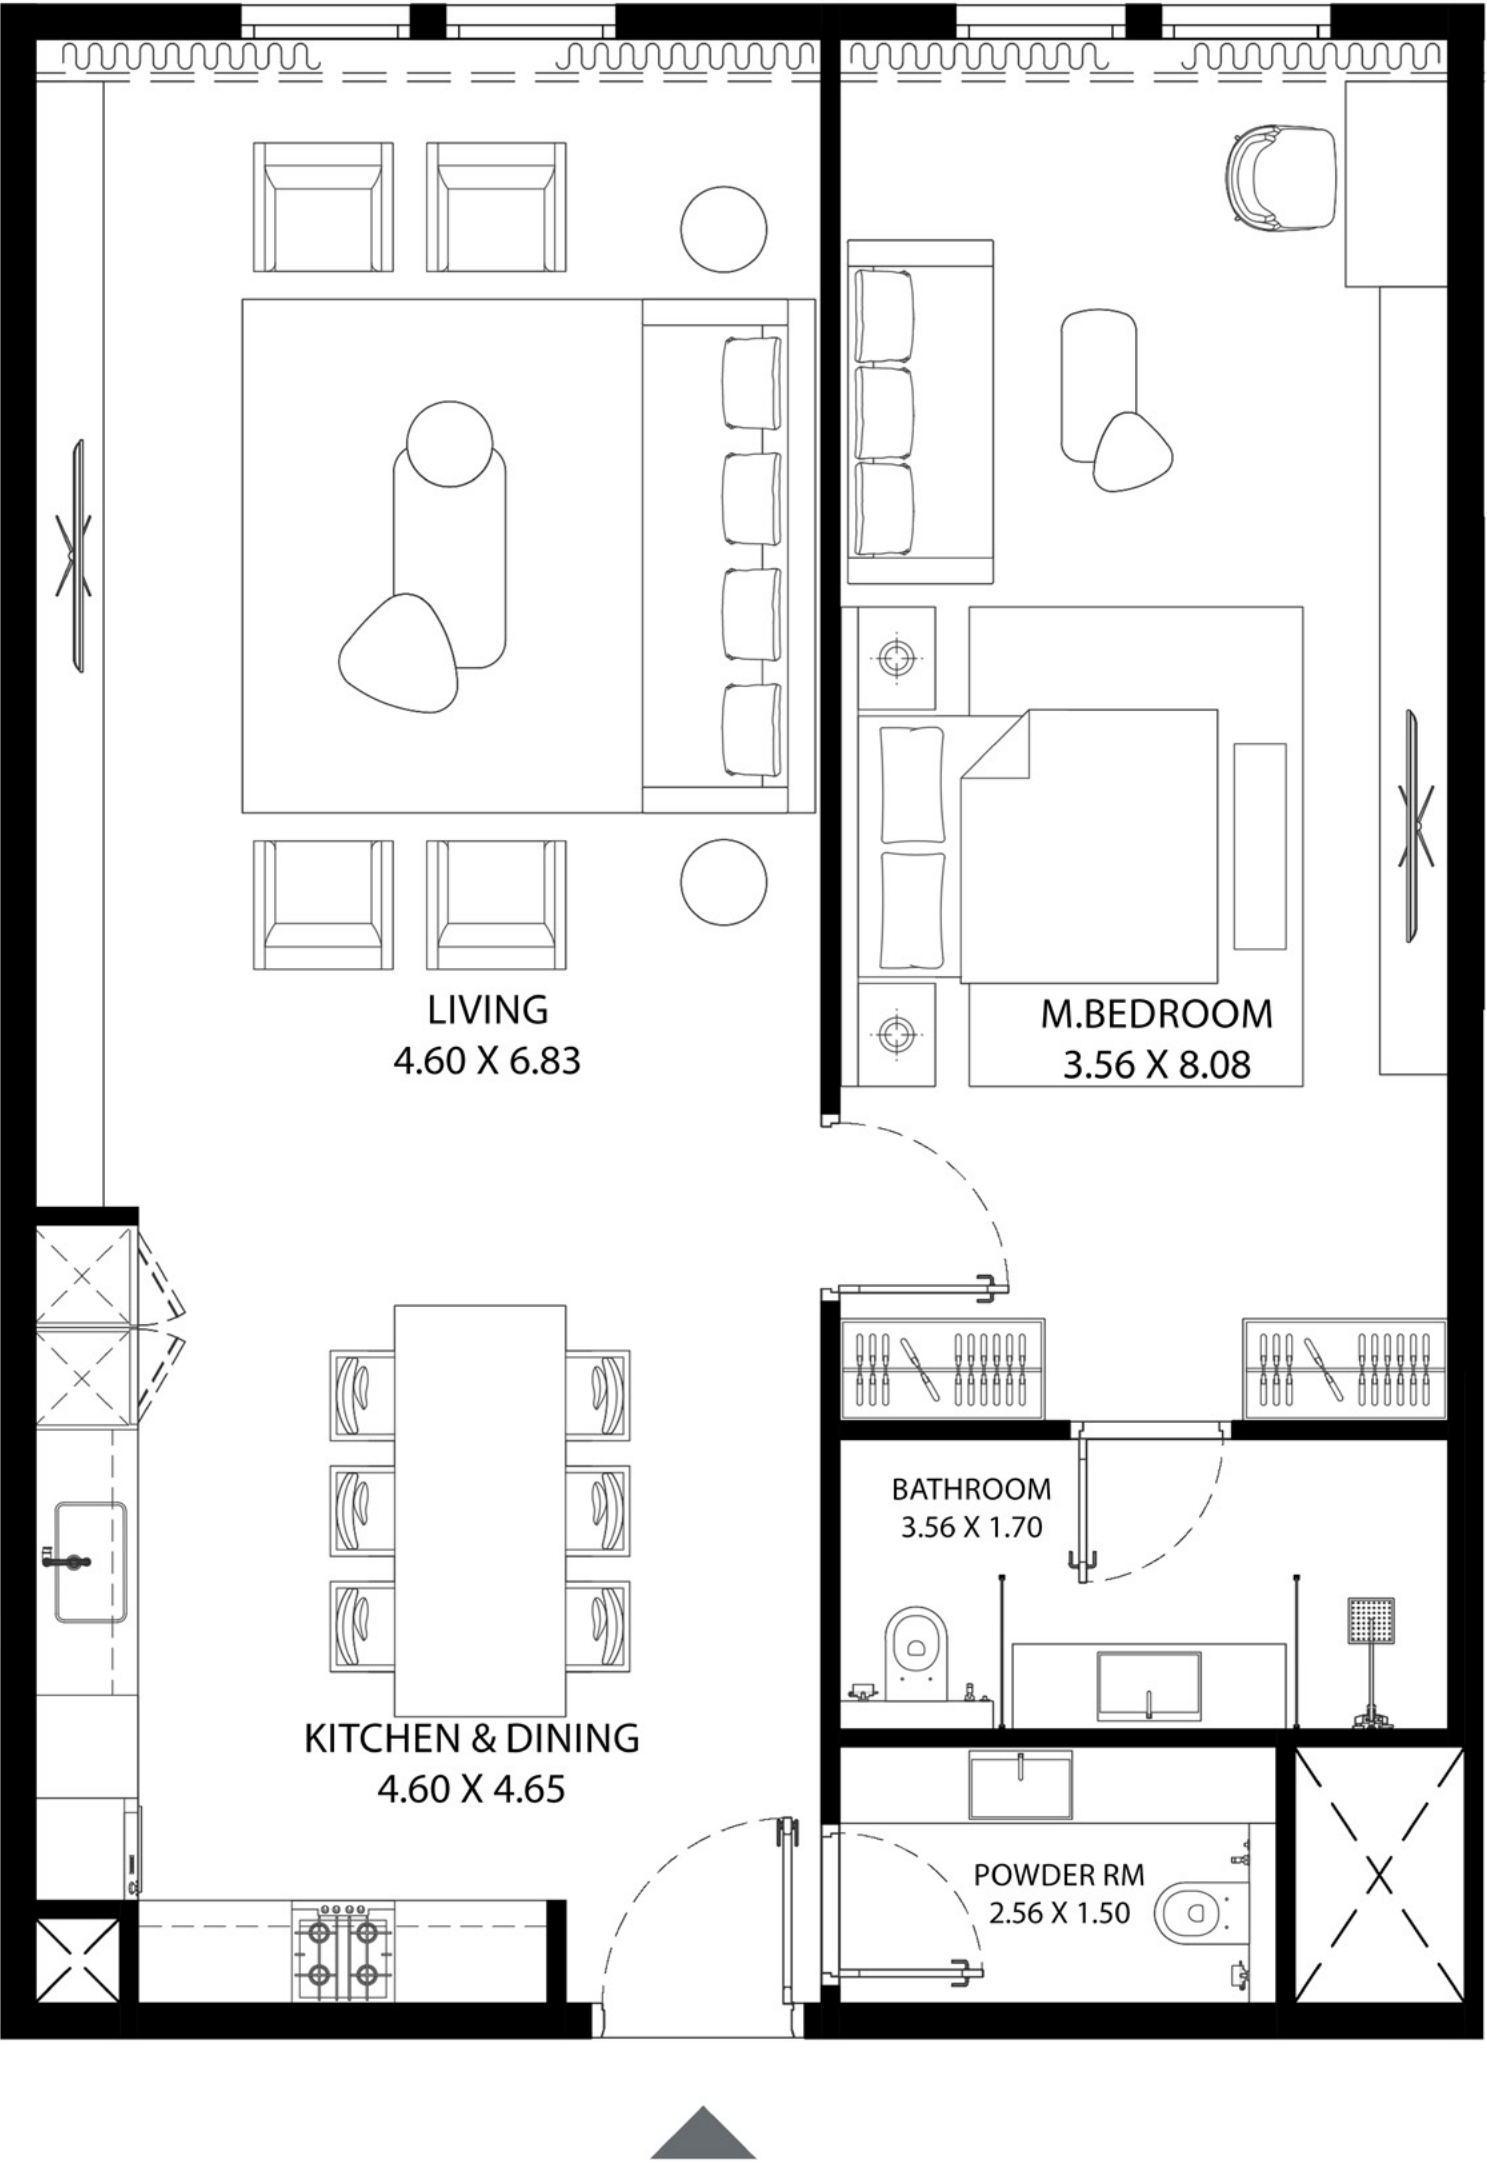 LIVING
4.60 X 6.83
M.BEDROOM
3.56 X 8.08
BATHROOM
3.56 X 1.70
KITCHEN & DINING
4.60 X 4.65
POWDER RM
2.56 X 1.50